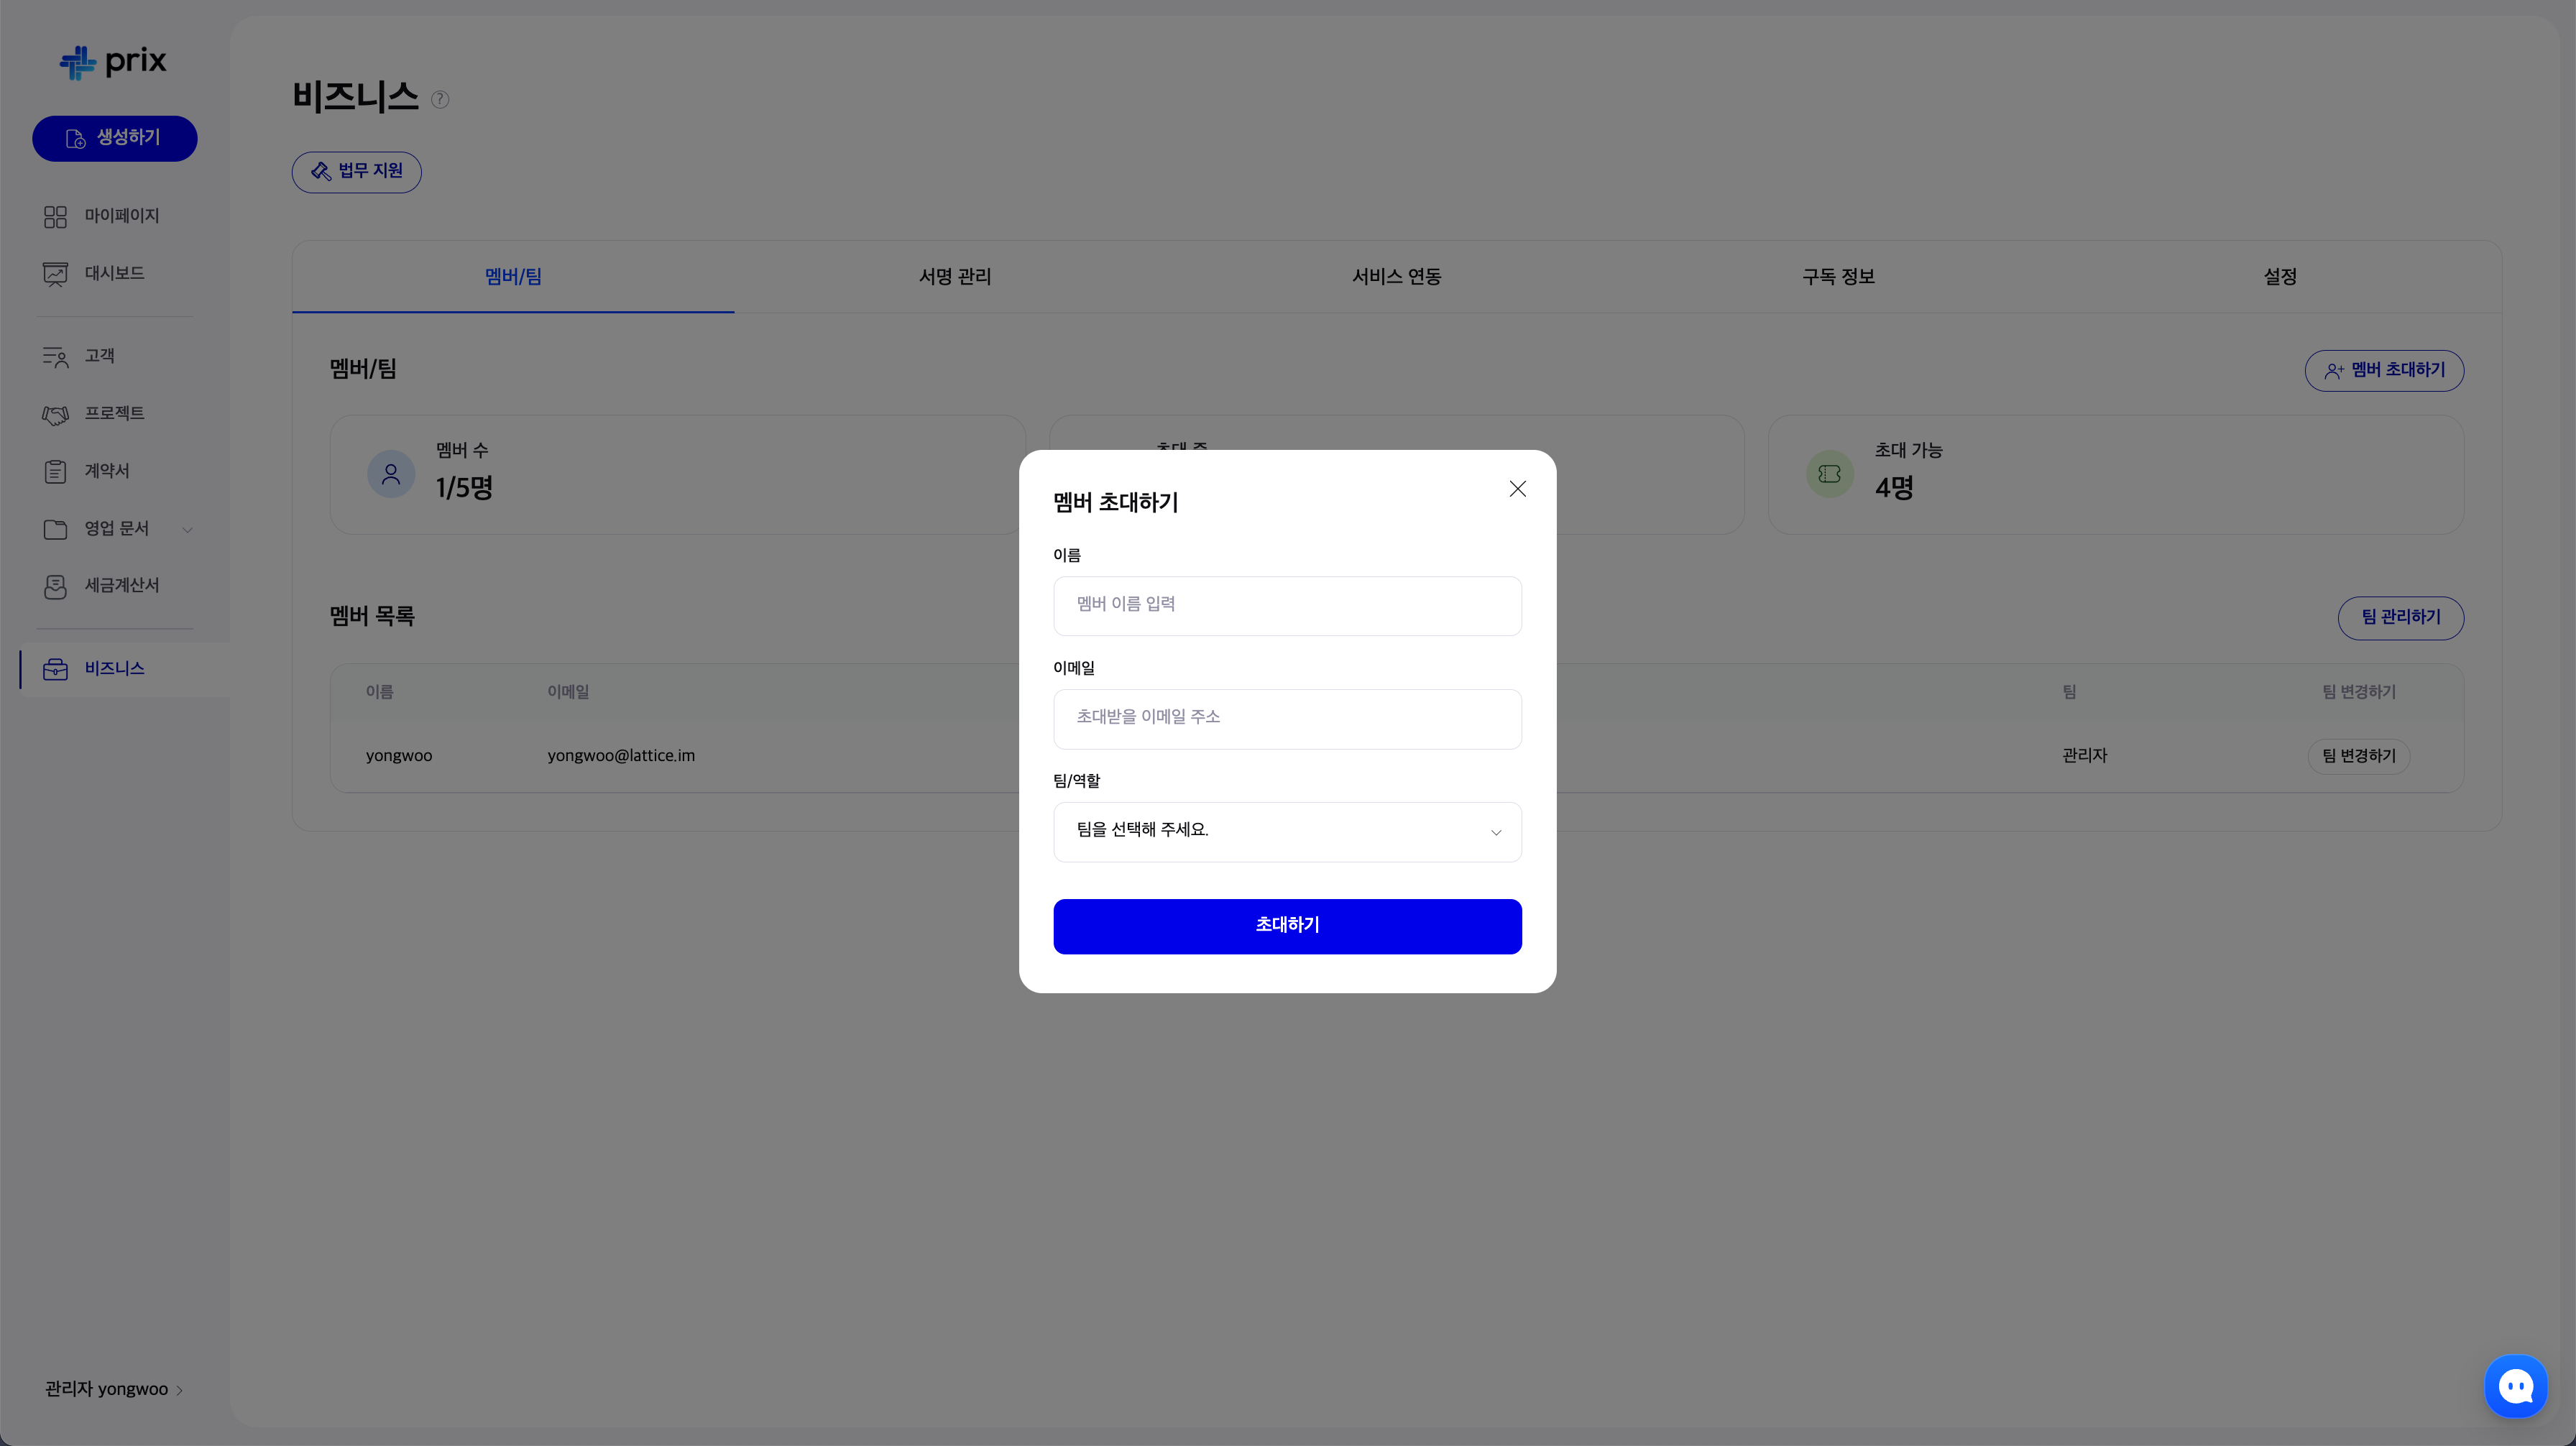 prix
생성하기
마이페이지
대시보드
고객
프로젝트
계약서
영업 문서
세금계산서
비즈니스
관리자 yongwoo
비즈니스 ?
법무 지원
멤버/팀
서명 관리
서비스 연동
구독 정보
설정
멤버/팀
멤버 초대하기
멤버 수
1/5명
초대 가능
4명
멤버 목록
팀 관리하기
이름
이메일
팀
팀 변경하기
yongwoo
yongwoo@lattice.im
관리자
팀 변경하기
멤버 초대하기
이름
멤버 이름 입력
이메일
초대받을 이메일 주소
팀/역할
팀을 선택해 주세요.
초대하기